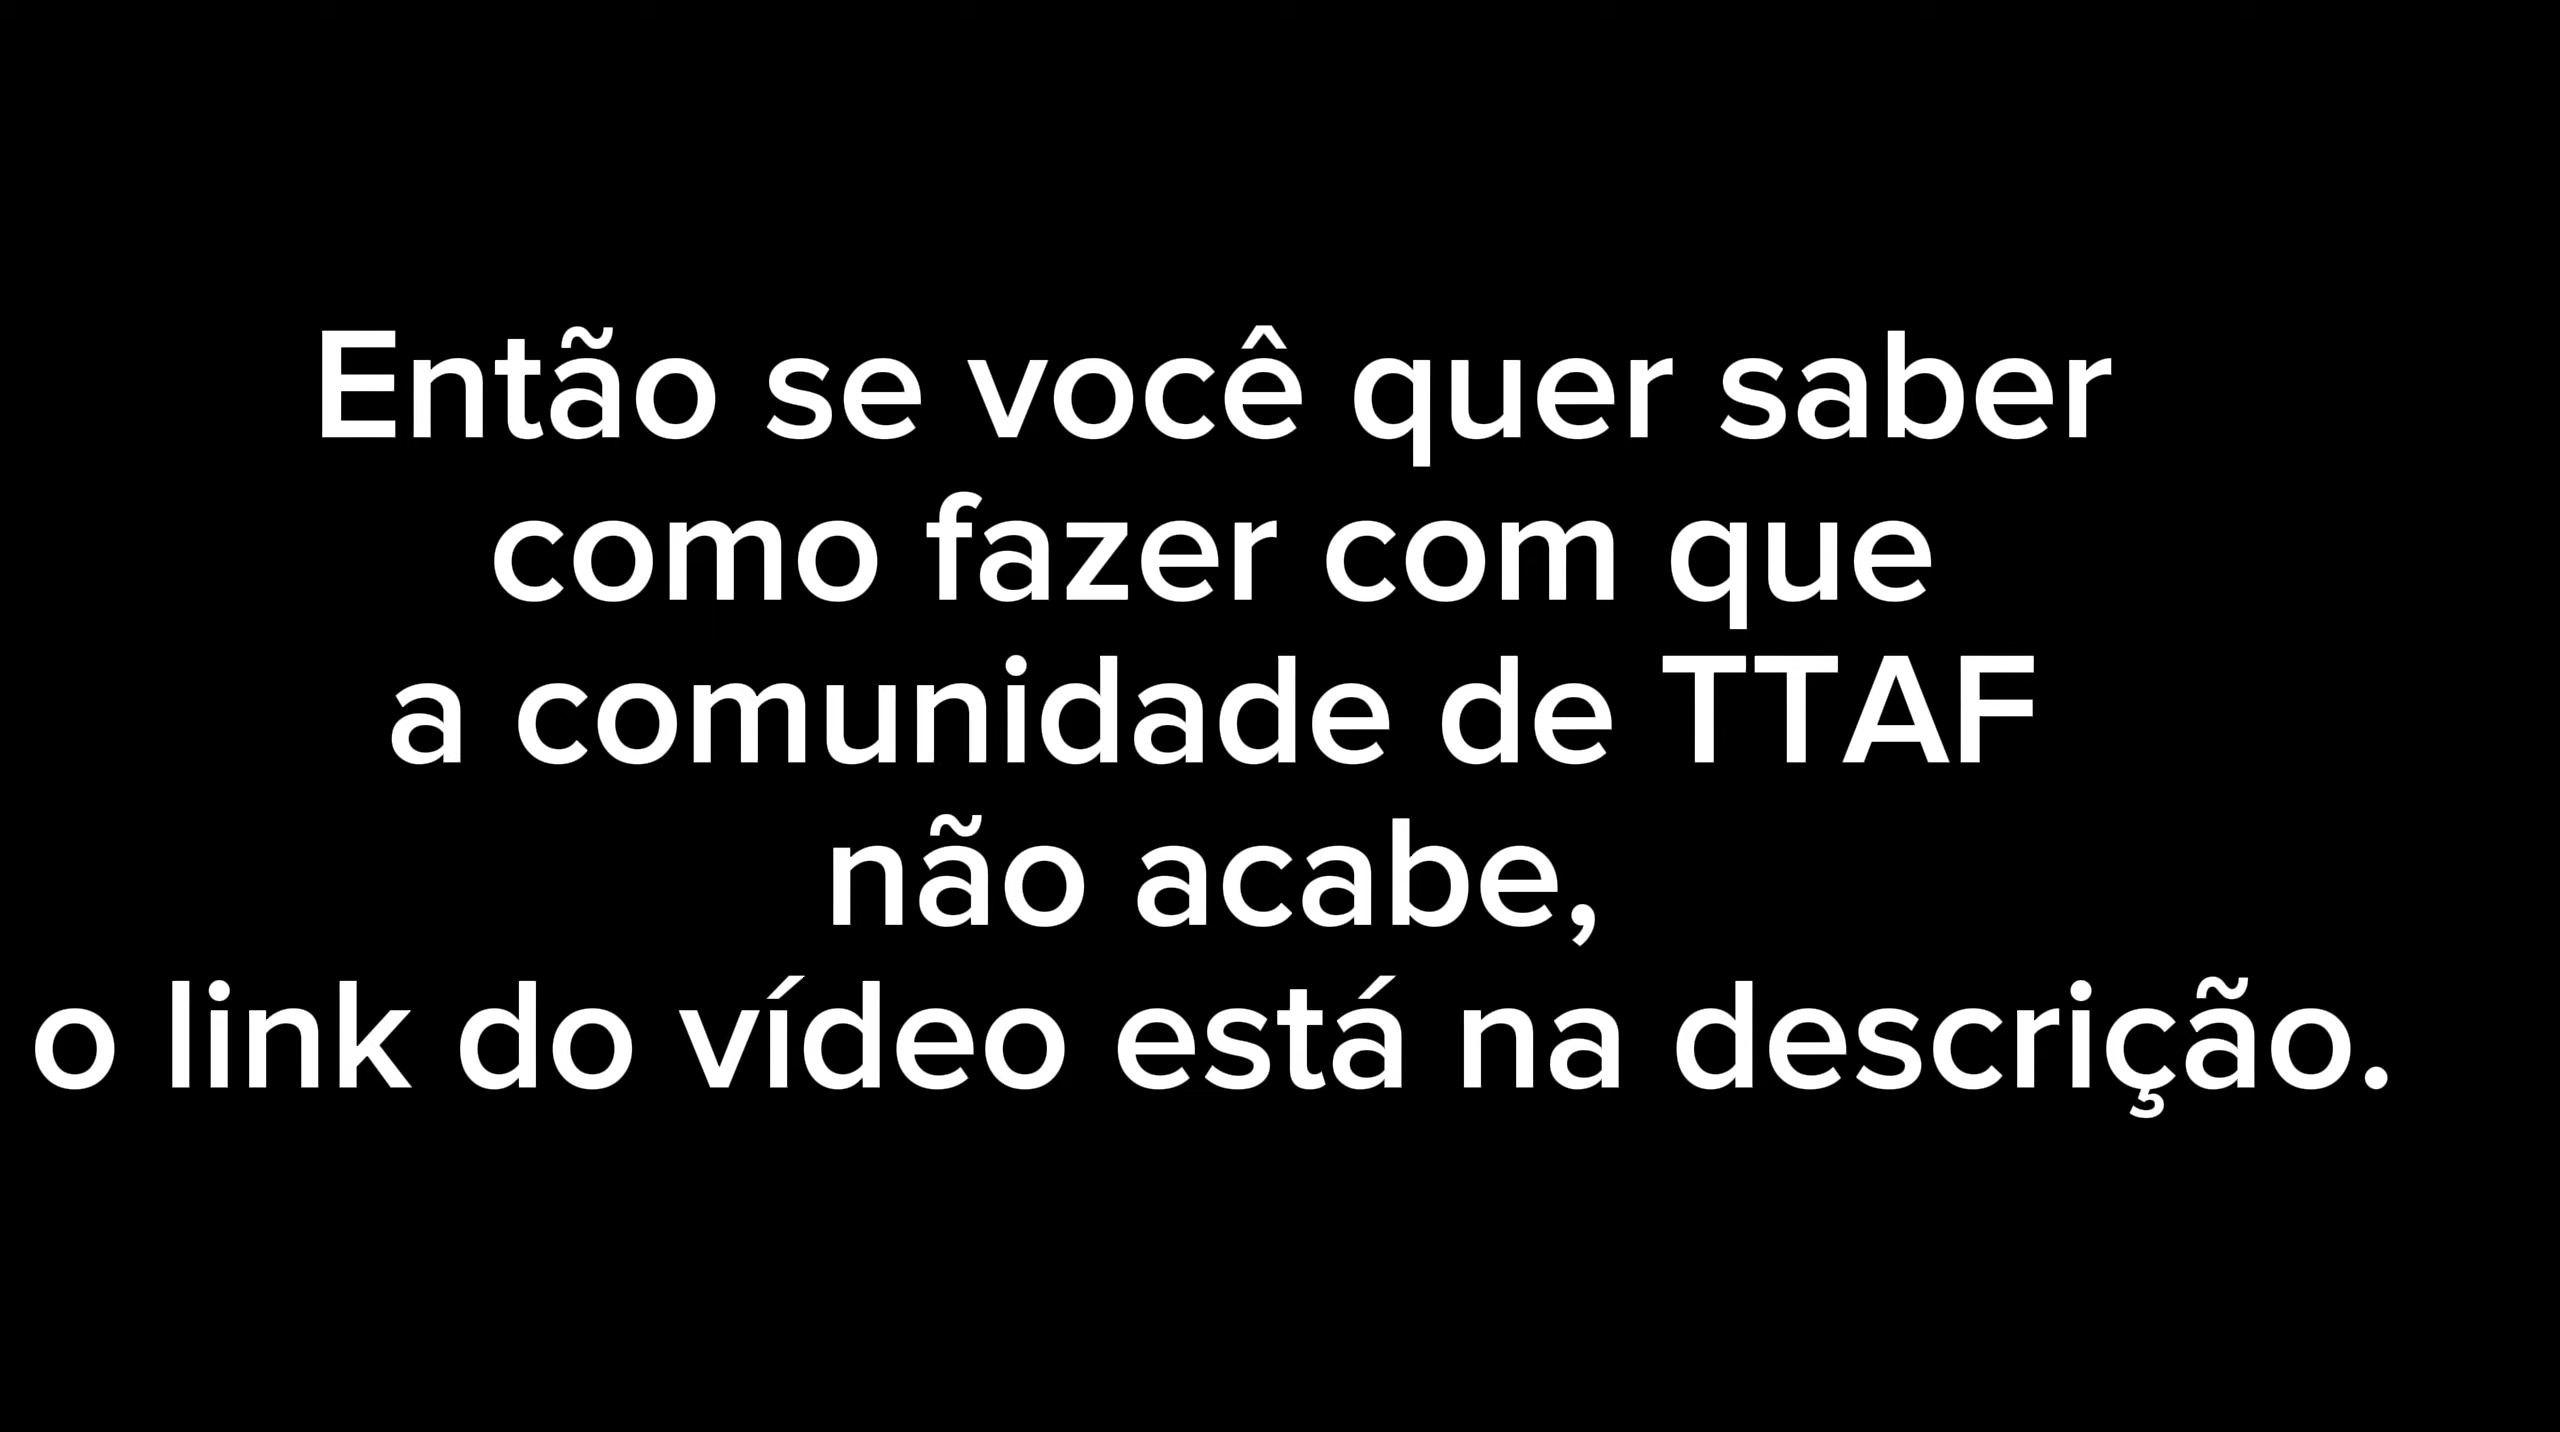 Então se você quer saber
como fazer com que
a comunidade de TTAF
não acabe,
o link do vídeo está na descrição.